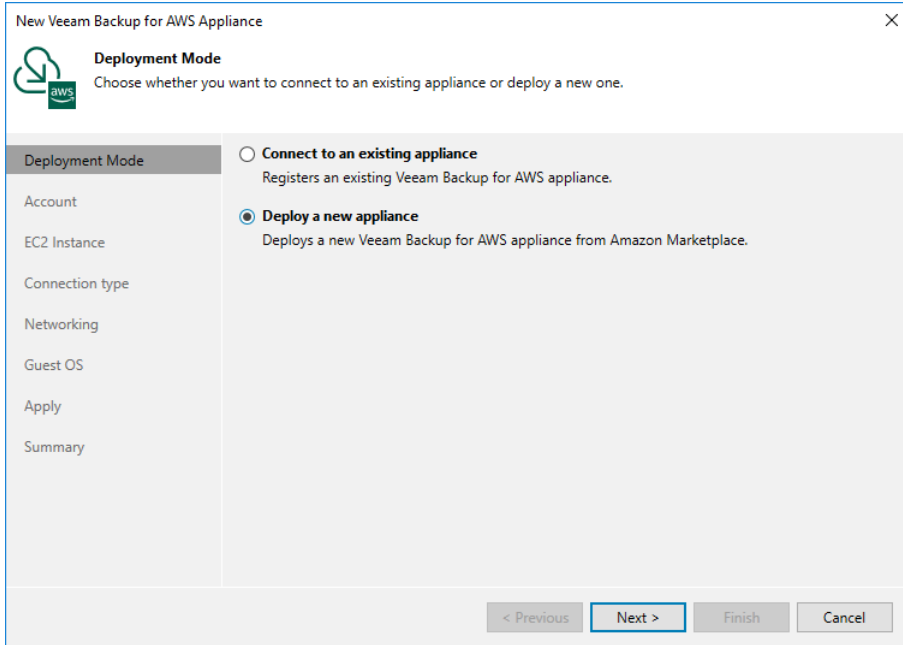 New Veeam Backup for AWS Appliance
Deployment Mode
Choose whether you want to connect to an existing appliance or deploy a new one.
aws
Deployment Mode
Account
EC2 Instance
Connection type
Networking
Guest OS
Apply
Summary
Connect to an existing appliance
Registers an existing Veeam Backup for AWS appliance.
Deploy a new appliance
Deploys a new Veeam Backup for AWS appliance from Amazon Marketplace.
< Previous
Next >
Finish
Cancel